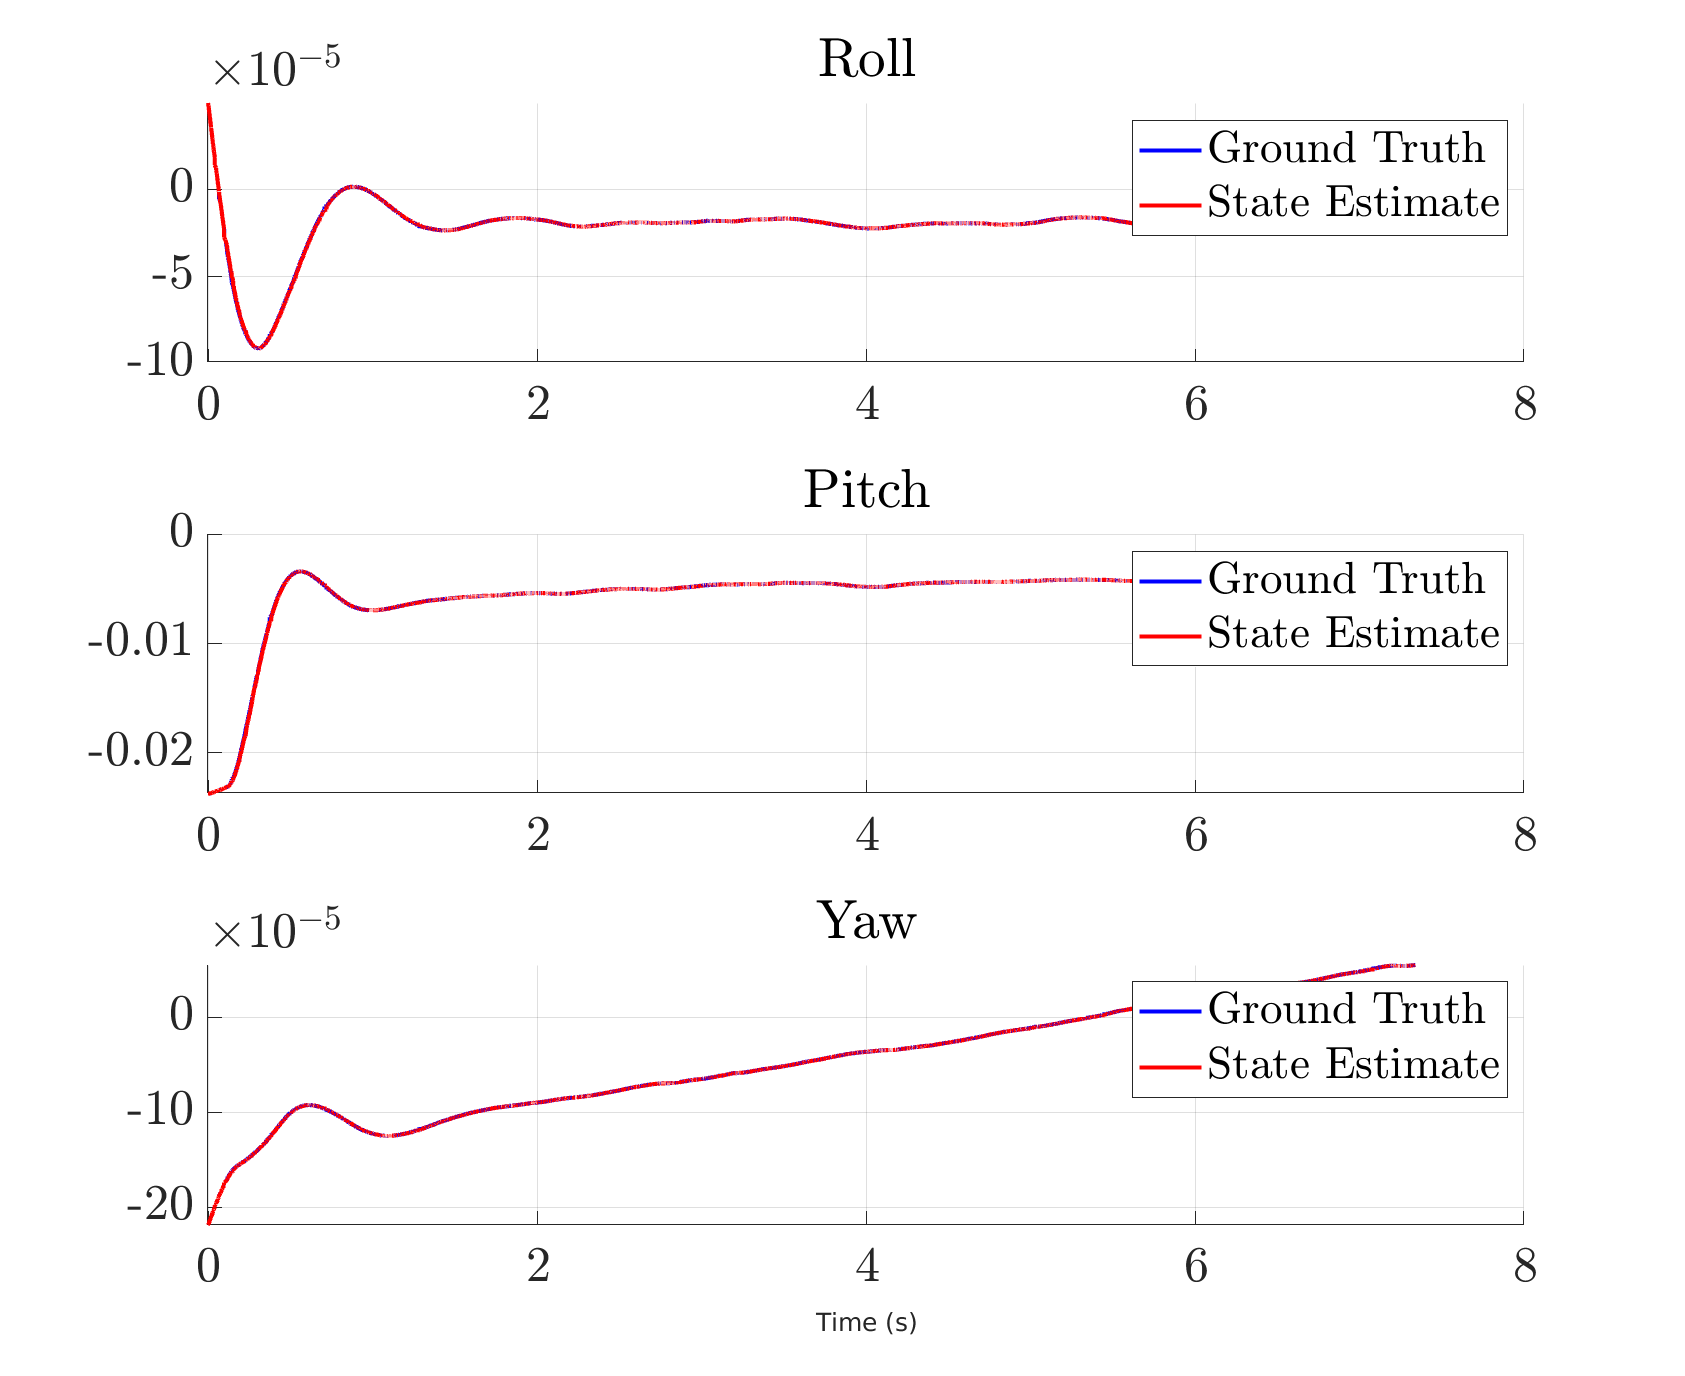 Roll
×10⁻⁵
0
-5
-10
0 2 4 6 8
Ground Truth
State Estimate
Pitch
0
-0.01
-0.02
0 2 4 6 8
Ground Truth
State Estimate
Yaw
×10⁻⁵
0
-10
-20
0 2 4 6 8
Ground Truth
State Estimate
Time (s)